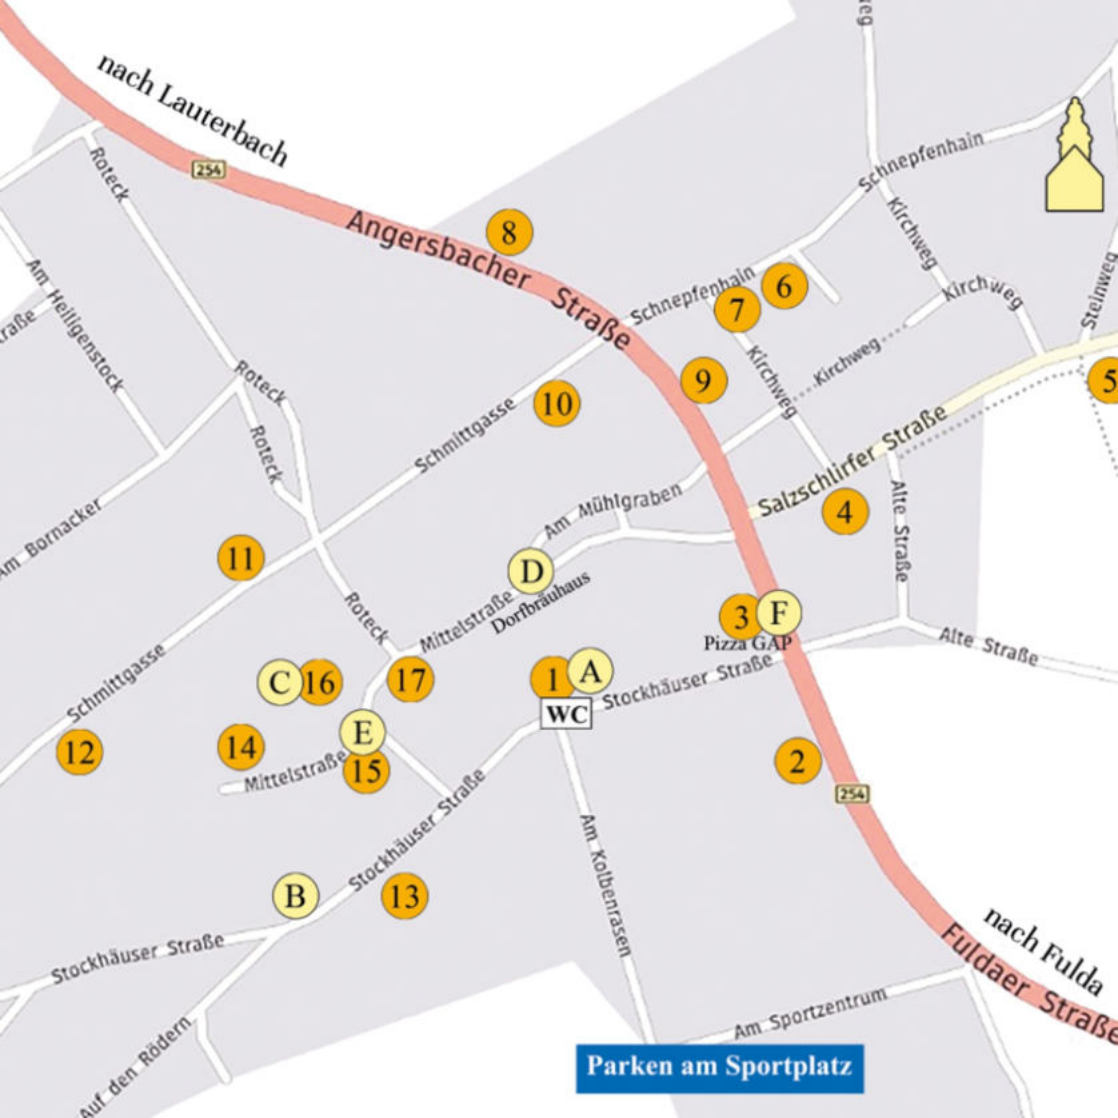 eg
nach Lauterbach
254
Roteck
Schnepfenhain
Angersbacher Straße
8
Kirchweg
Am Heiligenstock
raße
Schnepfenhain
6
7
Kirchweg
Steinweg
Roteck
9
Kirchweg
Kirchweg
5
10
Schmittgasse
Roteck
Salzschlirfer Straße
Am Mühlgraben
4
Alte Straße
Am Bornacker
11
D
Dorfbräuhaus
Mittelstraße
Roteck
3
F
Pizza GAP
Alte Straße
Schmittgasse
C
16
17
1
A
Stockhäuser Straße
WC
12
14
E
15
Mittelstraße
2
254
Stockhäuser Straße
Am Kolbenrasen
B
13
Stockhäuser Straße
nach Fulda
Fuldaer Straße
Am Sportzentrum
Auf den Rödern
Parken am Sportplatz